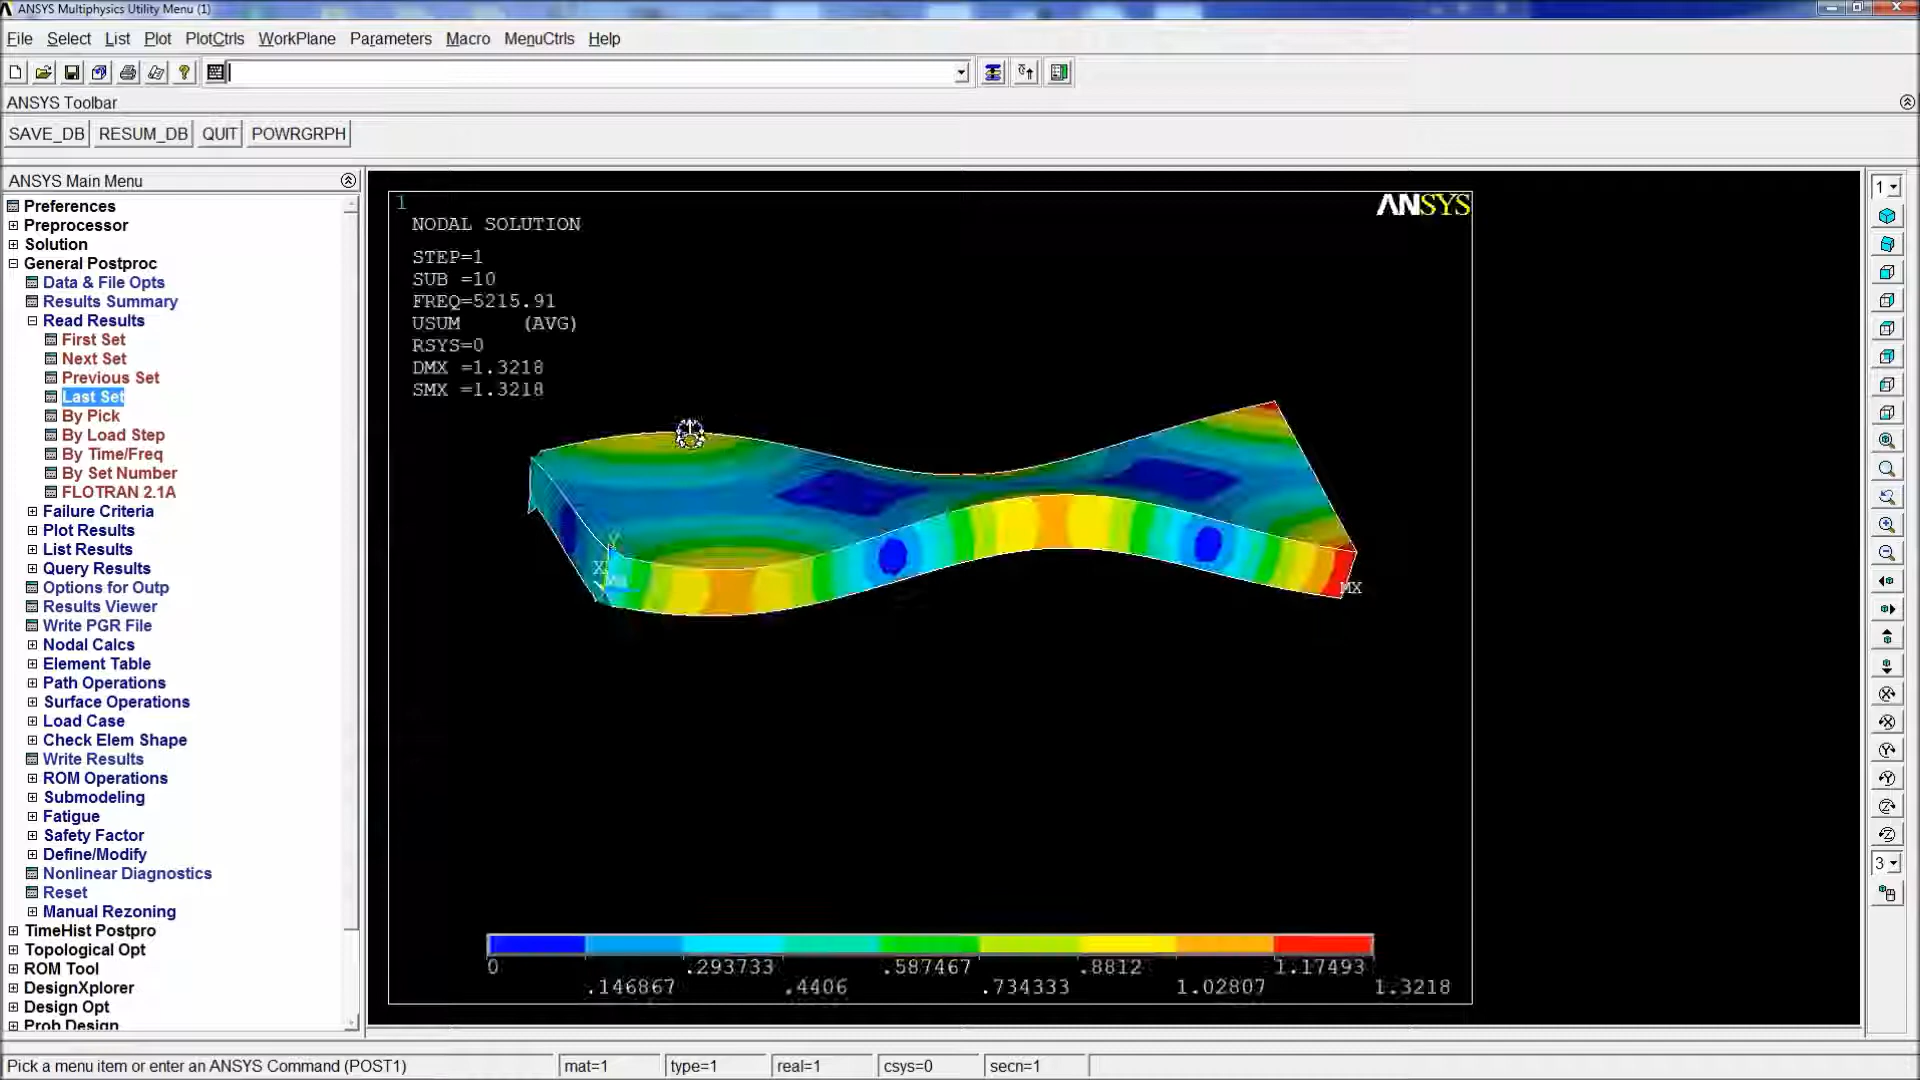 ANSYS Multiphysics Utility Menu (1)
File Select List Plot PlotCtrls WorkPlane Parameters Macro MenuCtrls Help
ANSYS Toolbar
SAVE_DB RESUM_DB QUIT POWRGRPH
ANSYS Main Menu
Preferences
Preprocessor
Solution
General Postproc
Data & File Opts
Results Summary
Read Results
First Set
Next Set
Previous Set
Last Set
By Pick
By Load Step
By Time/Freq
By Set Number
FLOTRAN 2.1A
Failure Criteria
Plot Results
List Results
Query Results
Options for Outp
Results Viewer
Write PGR File
Nodal Calcs
Element Table
Path Operations
Surface Operations
Load Case
Check Elem Shape
Write Results
ROM Operations
Submodeling
Fatigue
Safety Factor
Define/Modify
Nonlinear Diagnostics
Reset
Manual Rezoning
TimeHist Postpro
Topological Opt
ROM Tool
DesignXplorer
Design Opt
Prob Design
1
ANSYS
NODAL SOLUTION
STEP=1
SUB =10
FREQ=5215.91
USUM (AVG)
RSYS=0
DMX =1.3218
SMX =1.3218
Y
X
MX
0 .293733 .587467 .8812 1.17493
.146867 .4406 .734333 1.02807 1.3218
1
3
Pick a menu item or enter an ANSYS Command (POST1) mat=1 type=1 real=1 csys=0 secn=1